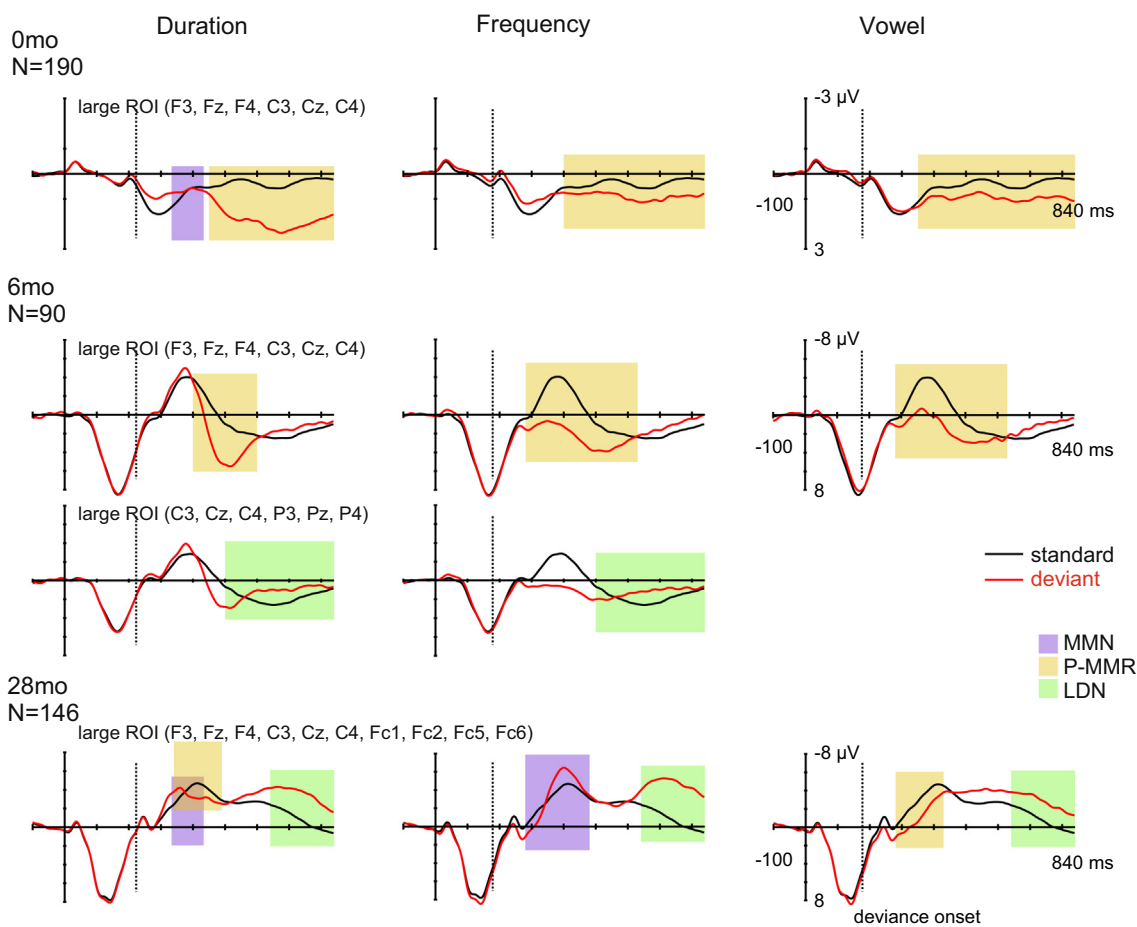 Duration Frequency Vowel
0mo
N=190
large ROI (F3, Fz, F4, C3, Cz, C4)
-3 µV
-100
840 ms
3
6mo
N=90
large ROI (F3, Fz, F4, C3, Cz, C4)
-8 µV
-100
840 ms
8
large ROI (C3, Cz, C4, P3, Pz, P4)
standard
deviant
MMN
P-MMR
LDN
28mo
N=146
large ROI (F3, Fz, F4, C3, Cz, C4, Fc1, Fc2, Fc5, Fc6)
-8 µV
-100
840 ms
8
deviance onset